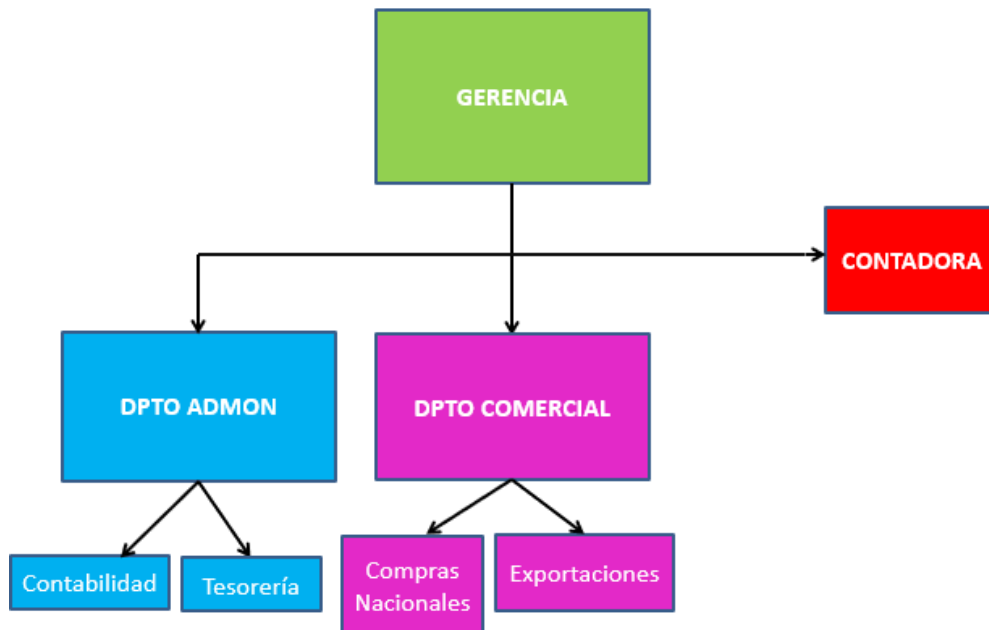 GERENCIA
CONTADORA
DPTO ADMON
DPTO COMERCIAL
Contabilidad
Tesorería
Compras
Nacionales
Exportaciones